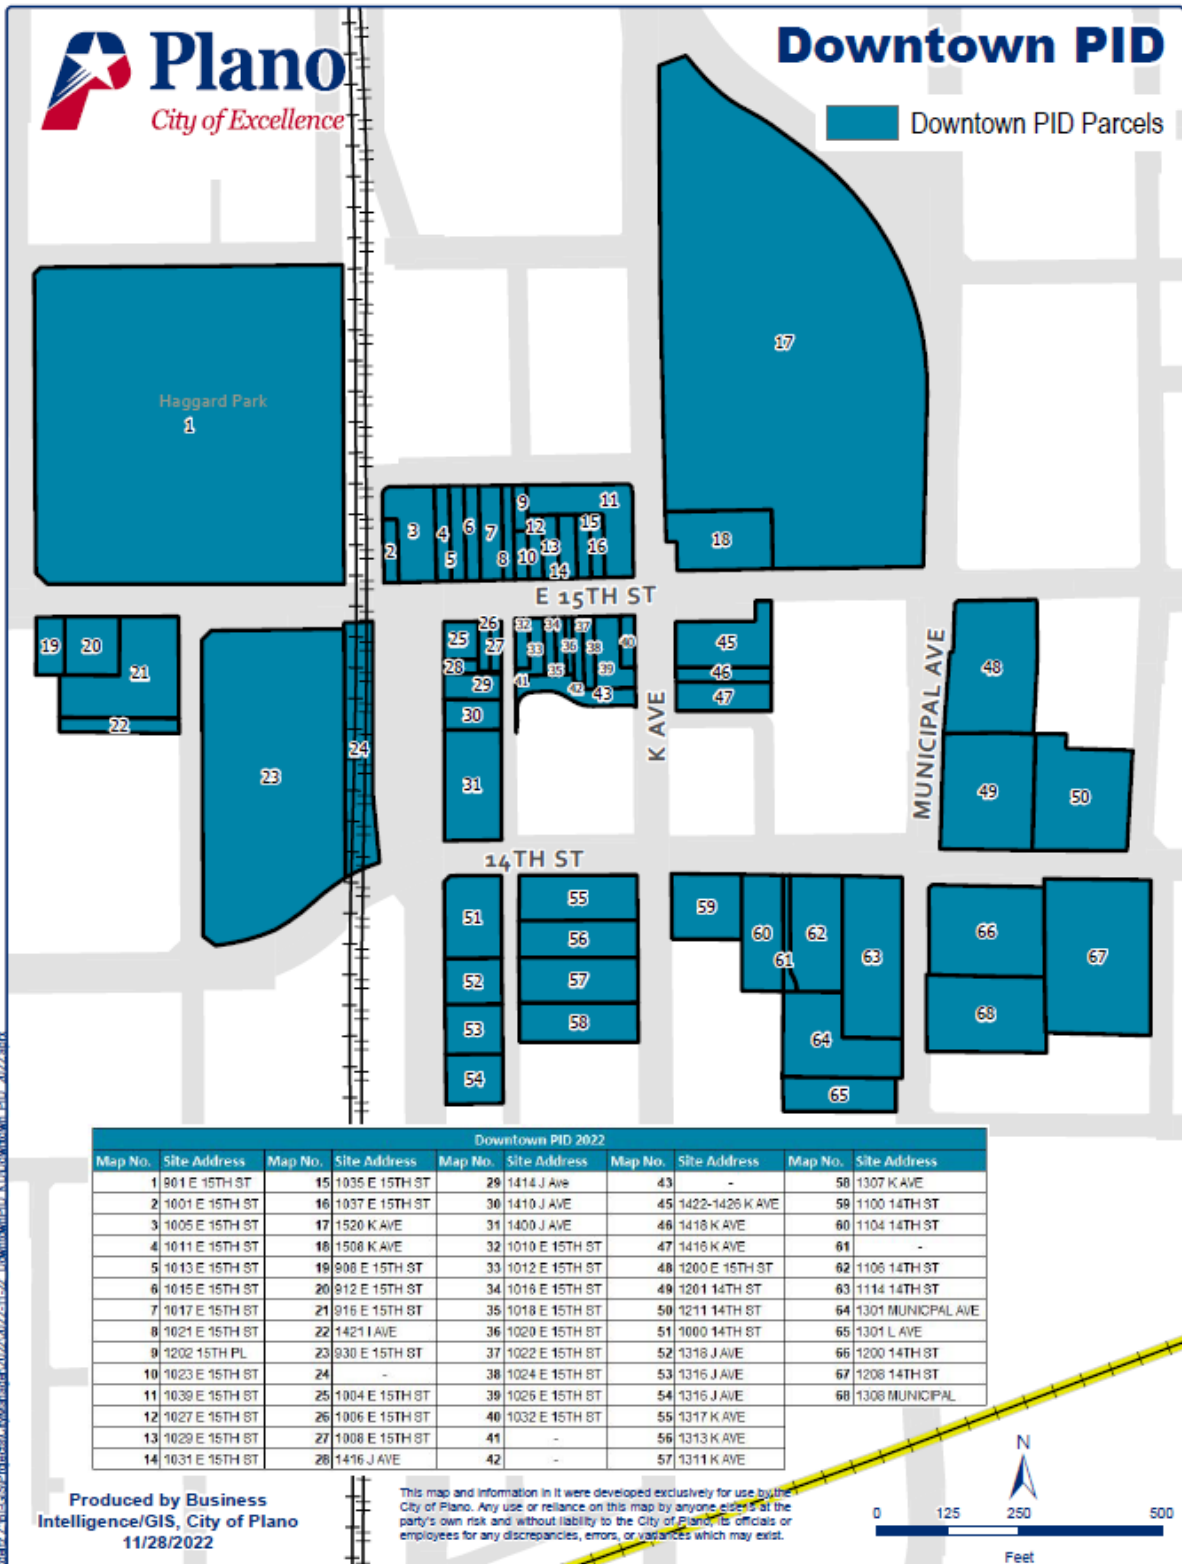 Plano
City of Excellence
Downtown PID
Downtown PID Parcels
Haggard Park
1
17
2
3
4
5
6
7
8
9
10
11
12
13
14
15
16
18
E 15TH ST
19
20
21
22
23
24
25
26
27
28
29
30
31
32
33
34
35
36
37
38
39
40
41
42
43
45
46
47
K AVE
MUNICIPAL AVE
48
49
50
14TH ST
51
52
53
54
55
56
57
58
59
60
61
62
63
64
65
66
67
68
Downtown PID 2022
Map No. Site Address Map No. Site Address Map No. Site Address Map No. Site Address Map No. Site Address
1 901 E 15TH ST 15 1035 E 15TH ST 29 1414 J Ave 43 - 58 1307 K AVE
2 1001 E 15TH ST 16 1037 E 15TH ST 30 1410 J AVE 45 1422-1426 K AVE 59 1100 14TH ST
3 1005 E 15TH ST 17 1520 K AVE 31 1400 J AVE 46 1418 K AVE 60 1104 14TH ST
4 1011 E 15TH ST 18 1508 K AVE 32 1010 E 15TH ST 47 1416 K AVE 61 -
5 1013 E 15TH ST 19 908 E 15TH ST 33 1012 E 15TH ST 48 1200 E 15TH ST 62 1106 14TH ST
6 1015 E 15TH ST 20 912 E 15TH ST 34 1016 E 15TH ST 49 1201 14TH ST 63 1114 14TH ST
7 1017 E 15TH ST 21 916 E 15TH ST 35 1018 E 15TH ST 50 1211 14TH ST 64 1301 MUNICPAL AVE
8 1021 E 15TH ST 22 1421 I AVE 36 1020 E 15TH ST 51 1000 14TH ST 65 1301 L AVE
9 1202 15TH PL 23 930 E 15TH ST 37 1022 E 15TH ST 52 1318 J AVE 66 1200 14TH ST
10 1023 E 15TH ST 24 - 38 1024 E 15TH ST 53 1316 J AVE 67 1208 14TH ST
11 1039 E 15TH ST 25 1004 E 15TH ST 39 1026 E 15TH ST 54 1316 J AVE 68 1308 MUNICIPAL
12 1027 E 15TH ST 26 1006 E 15TH ST 40 1032 E 15TH ST 55 1317 K AVE
13 1029 E 15TH ST 27 1008 E 15TH ST 41 - 56 1313 K AVE
14 1031 E 15TH ST 28 1416 J AVE 42 - 57 1311 K AVE
Produced by Business
Intelligence/GIS, City of Plano
11/28/2022
This map and information in it were developed exclusively for use by the
City of Plano. Any use or reliance on this map by anyone else is at the
party's own risk and without liability to the City of Plano, its officials or
employees for any discrepancies, errors, or variances which may exist.
N
0 125 250 500
Feet